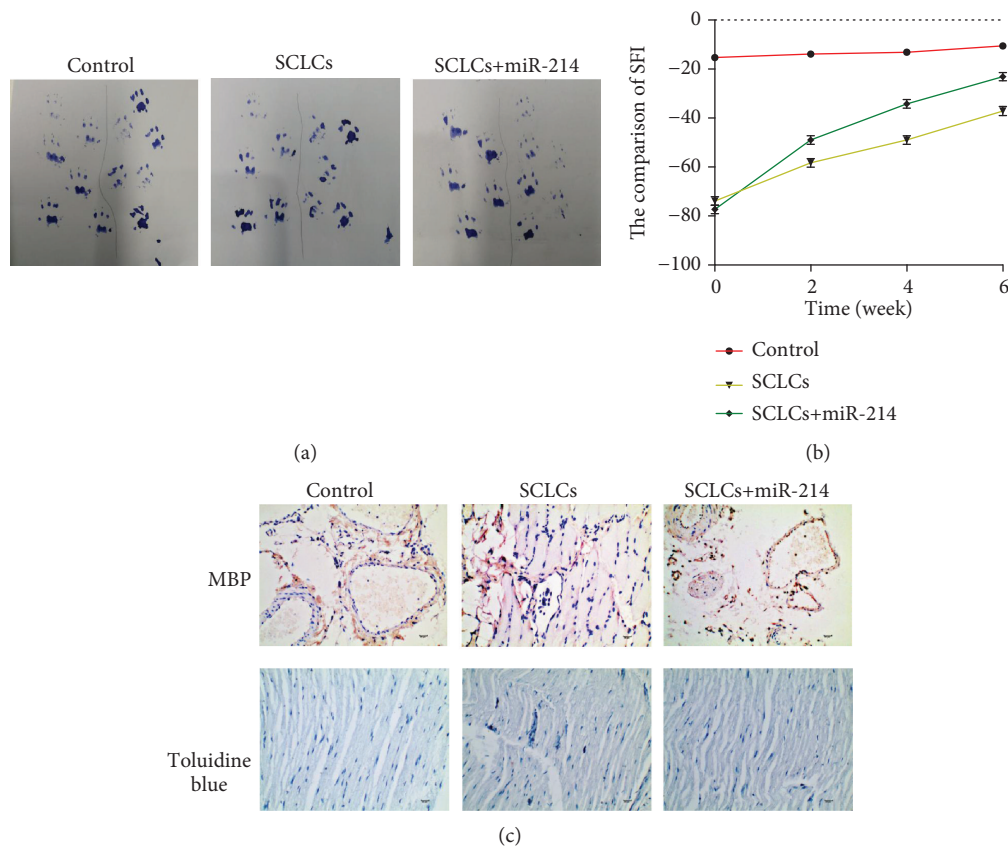 Control
SCLCs
SCLCs+miR-214
(a)
The comparison of SFI
0
−20
−40
−60
−80
−100
0
2
4
6
Time (week)
Control
SCLCs
SCLCs+miR-214
(b)
Control
SCLCs
SCLCs+miR-214
MBP
Toluidine
blue
(c)